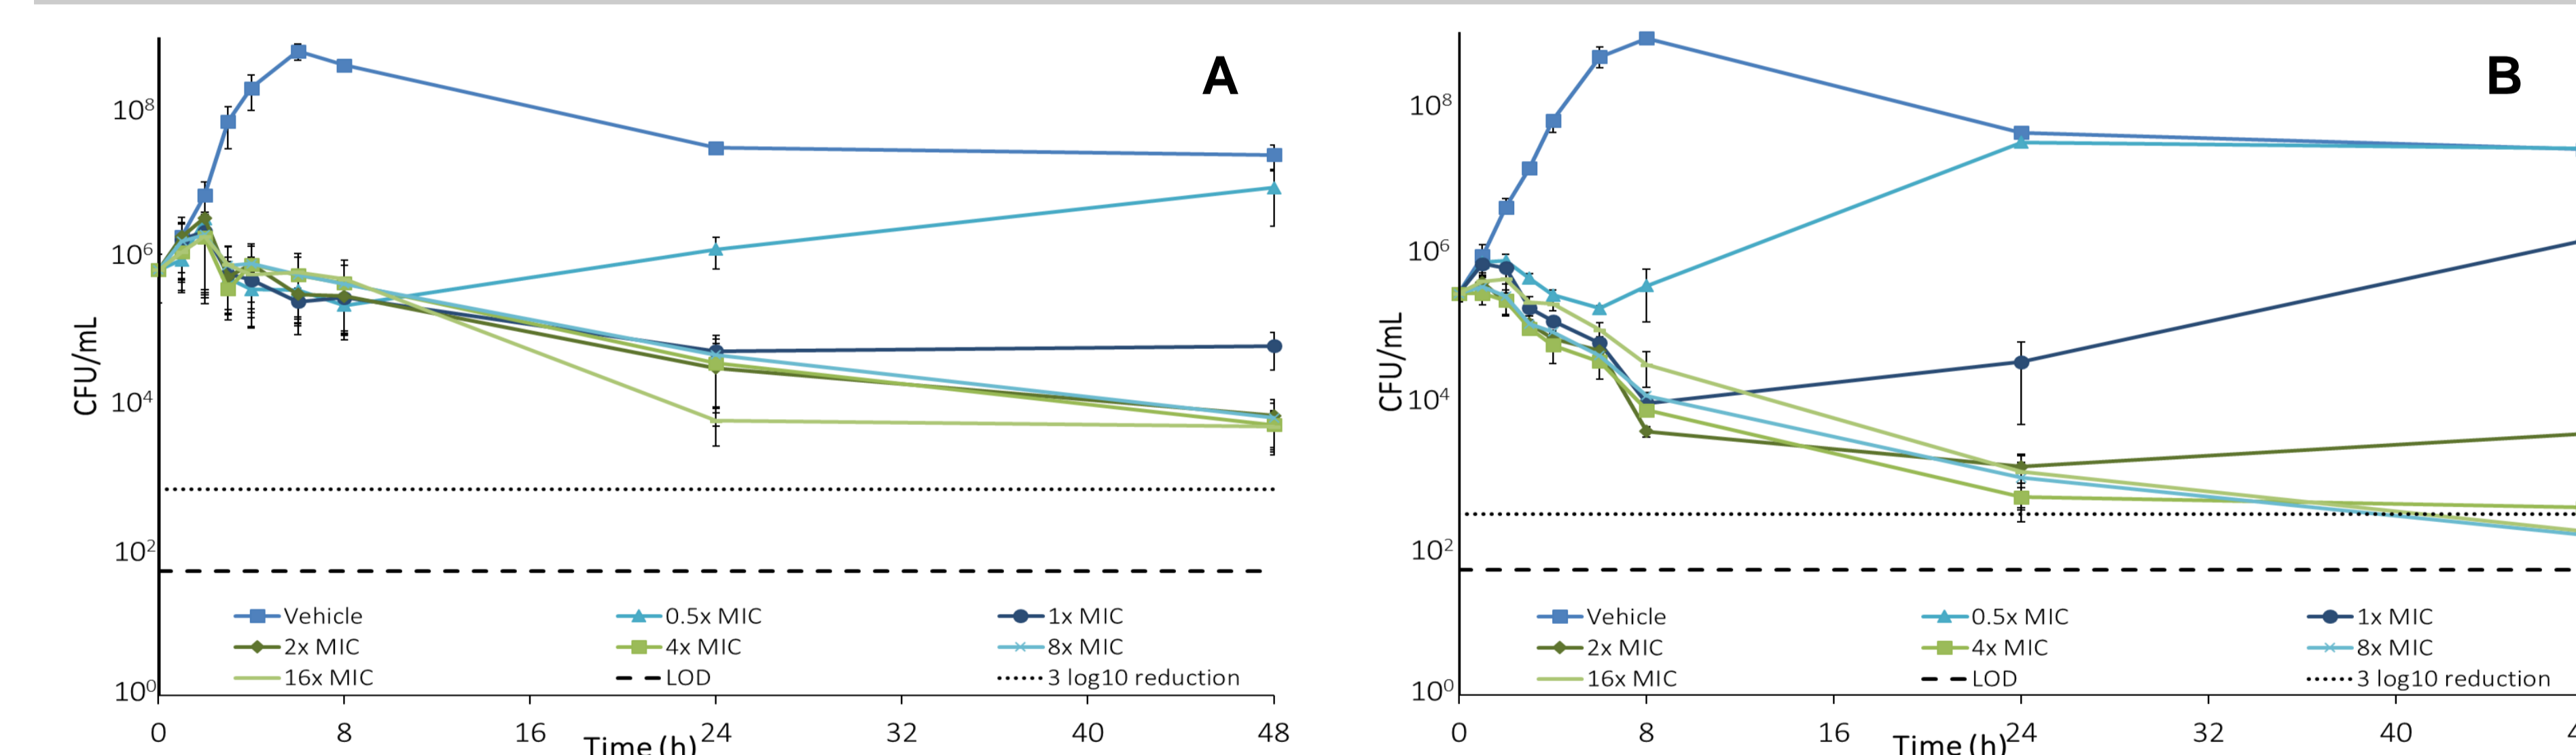 A
10⁸
10⁶
10⁴
10²
10⁰
CFU/mL
Vehicle 0.5x MIC 1x MIC
2x MIC 4x MIC 8x MIC
16x MIC LOD 3 log10 reduction
0 8 16 24 32 40 48
Time (h)
B
10⁸
10⁶
10⁴
10²
10⁰
CFU/mL
Vehicle 0.5x MIC 1x MIC
2x MIC 4x MIC 8x MIC
16x MIC LOD 3 log10 reduction
0 8 16 24 32 40
Time (h)